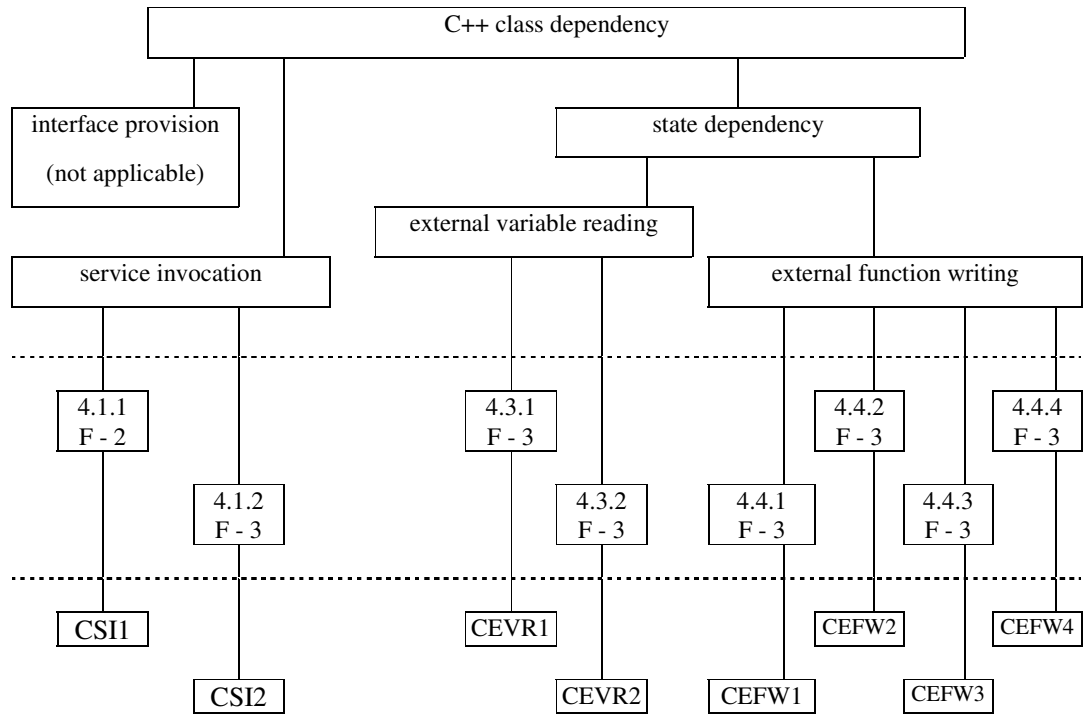 C++ class dependency
interface provision
(not applicable)
state dependency
external variable reading
service invocation
external function writing
4.1.1
F - 2
4.3.1
F - 3
4.4.2
F - 3
4.4.4
F - 3
4.1.2
F - 3
4.3.2
F - 3
4.4.1
F - 3
4.4.3
F - 3
CSI1
CEVR1
CEFW2
CEFW4
CSI2
CEVR2
CEFW1
CEFW3